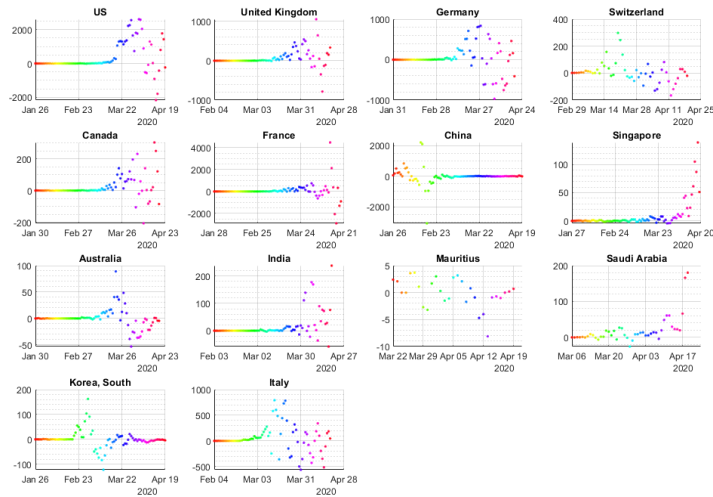 US United Kingdom Germany Switzerland
2000 0 -2000
Jan 26 Feb 23 Mar 22 Apr 19
2020
1000 0 -1000
Feb 04 Mar 03 Mar 31 Apr 28
2020
1000 0 -1000
Jan 31 Feb 28 Mar 27 Apr 24
2020
400 200 0 -200
Feb 29 Mar 14 Mar 28 Apr 11 Apr 25
2020
Canada France China Singapore
200 0 -200
Jan 30 Feb 27 Mar 26 Apr 23
2020
4000 2000 0 -2000
Jan 28 Feb 25 Mar 24 Apr 21
2020
2000 0 -2000
Jan 26 Feb 23 Mar 22 Apr 19
2020
100 50 0
Jan 27 Feb 24 Mar 23 Apr 20
2020
Australia India Mauritius Saudi Arabia
100 50 0 -50
Jan 30 Feb 27 Mar 26 Apr 23
2020
200 100 0
Feb 03 Mar 02 Mar 30 Apr 27
2020
5 0 -5 -10
Mar 22 Mar 29 Apr 05 Apr 12 Apr 19
2020
200 100 0
Mar 06 Mar 20 Apr 03 Apr 17
2020
Korea, South Italy
200 100 0 -100
Jan 26 Feb 23 Mar 22 Apr 19
2020
1000 500 0 -500
Feb 04 Mar 03 Mar 31 Apr 28
2020